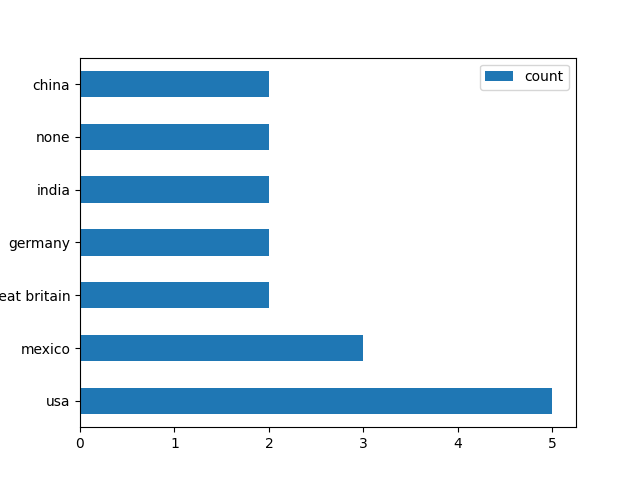 count
china
none
india
germany
eat britain
mexico
usa
0 1 2 3 4 5